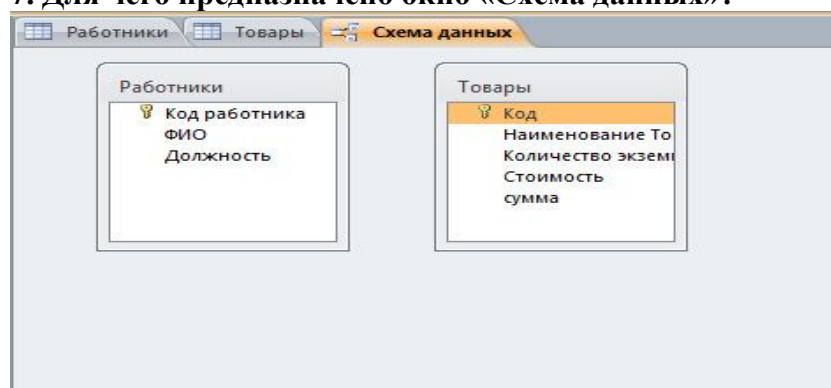 7. Для чего предназначено окно «Схема данных»?
Работники Товары Схема данных
Работники
Код работника
ФИО
Должность
Товары
Код
Наименование То
Количество экзем
Стоимость
сумма